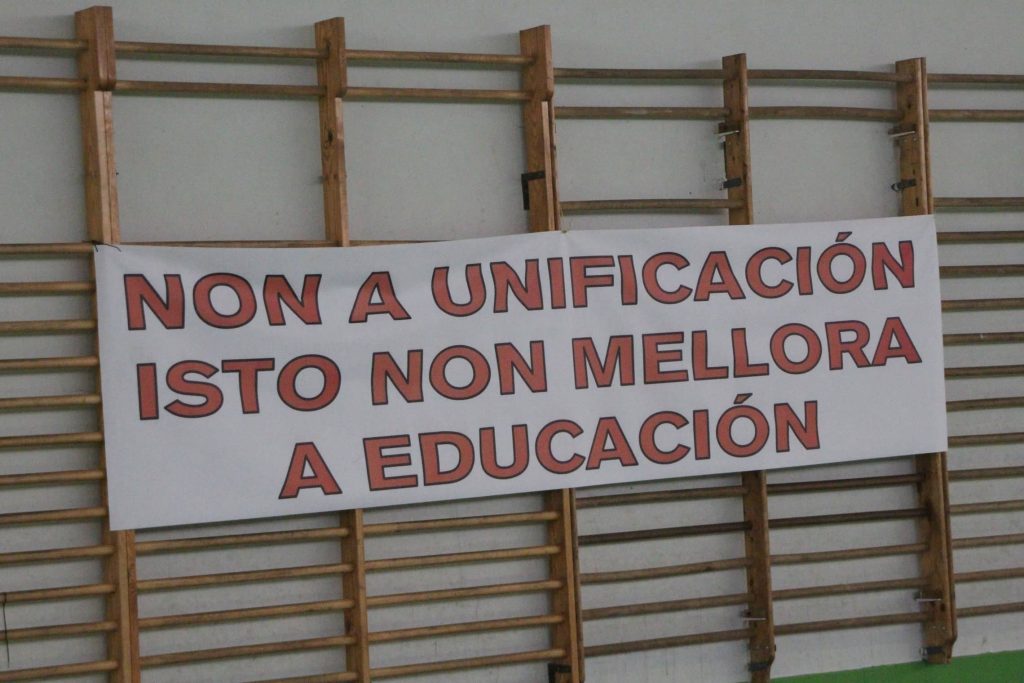 NON A UNIFICACIÓN
ISTO NON MELLORA
A EDUCACIÓN